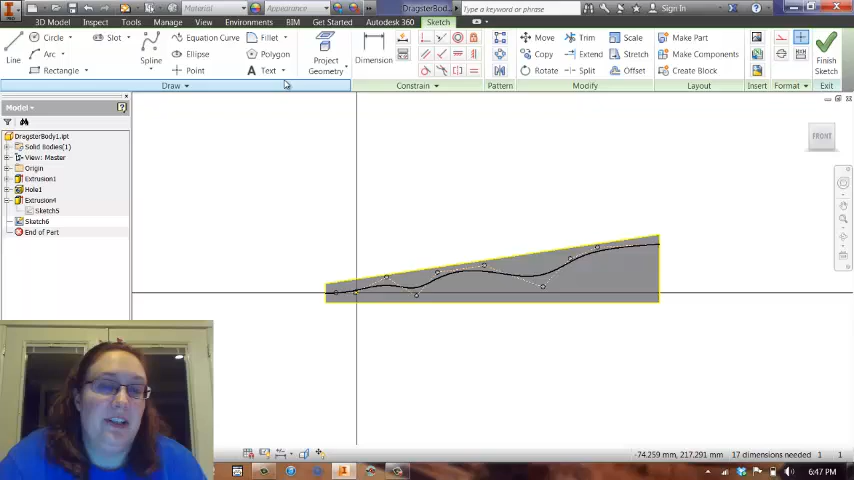 Material
Appearance
DragsterBod...
Sketch
Type a keyword or phrase
Sign In
3D Model
Inspect
Tools
Manage
View
Environments
BIM
Get Started
Autodesk 360
PRO
Line
Circle
Arc
Rectangle
Spline
Slot
Equation Curve
Ellipse
Point
Fillet
Polygon
Text
Project
Geometry
Dimension
Move
Copy
Rotate
Trim
Extend
Split
Scale
Stretch
Offset
Make Part
Make Components
Create Block
Finish
Sketch
Draw
Constrain
Pattern
Modify
Layout
Insert
Format
Exit
Model
DragsterBody1.ipt
Solid Bodies(1)
View: Master
Origin
Extrusion1
Hole1
Extrusion4
Sketch5
Sketch6
End of Part
FRONT
-74.259 mm, 217.291 mm
17 dimensions needed
1
1
6:47 PM